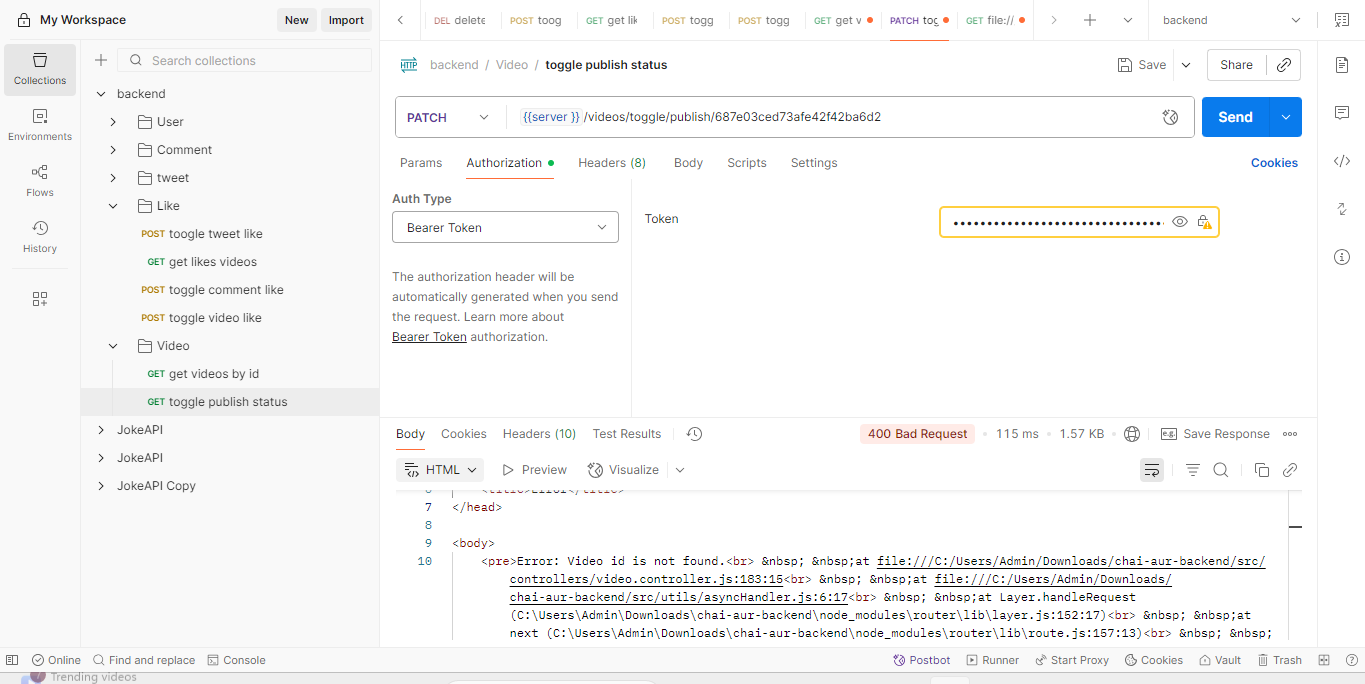 My Workspace
New
Import
DEL delete
POST toog
GET get lik
POST togg
POST togg
GET get v
PATCH tog
GET file://
backend
Collections
Environments
Flows
History
Search collections
backend
User
Comment
tweet
Like
POST toogle tweet like
GET get likes videos
POST toggle comment like
POST toggle video like
Video
GET get videos by id
GET toggle publish status
JokeAPI
JokeAPI
JokeAPI Copy
HTTP backend / Video / toggle publish status
Save
Share
PATCH
{{server }} /videos/toggle/publish/687e03ced73afe42f42ba6d2
Send
Params
Authorization
Headers (8)
Body
Scripts
Settings
Cookies
Auth Type
Bearer Token
The authorization header will be
automatically generated when you send
the request. Learn more about
Bearer Token authorization.
Token
Body
Cookies
Headers (10)
Test Results
400 Bad Request
115 ms
1.57 KB
e.g.
Save Response
HTML
Preview
Visualize
6 <title>Error</title>
7 </head>
8
9 <body>
10 <pre>Error: Video id is not found.<br> &nbsp; &nbsp;at file:///C:/Users/Admin/Downloads/chai-aur-backend/src/
controllers/video.controller.js:183:15<br> &nbsp; &nbsp;at file:///C:/Users/Admin/Downloads/
chai-aur-backend/src/utils/asyncHandler.js:6:17<br> &nbsp; &nbsp;at Layer.handleRequest
(C:\Users\Admin\Downloads\chai-aur-backend\node_modules\router\lib\layer.js:152:17)<br> &nbsp; &nbsp;at
next (C:\Users\Admin\Downloads\chai-aur-backend\node_modules\router\lib\route.js:157:13)<br> &nbsp; &nbsp;
Online
Find and replace
Console
Postbot
Runner
Start Proxy
Cookies
Vault
Trash
Trending videos